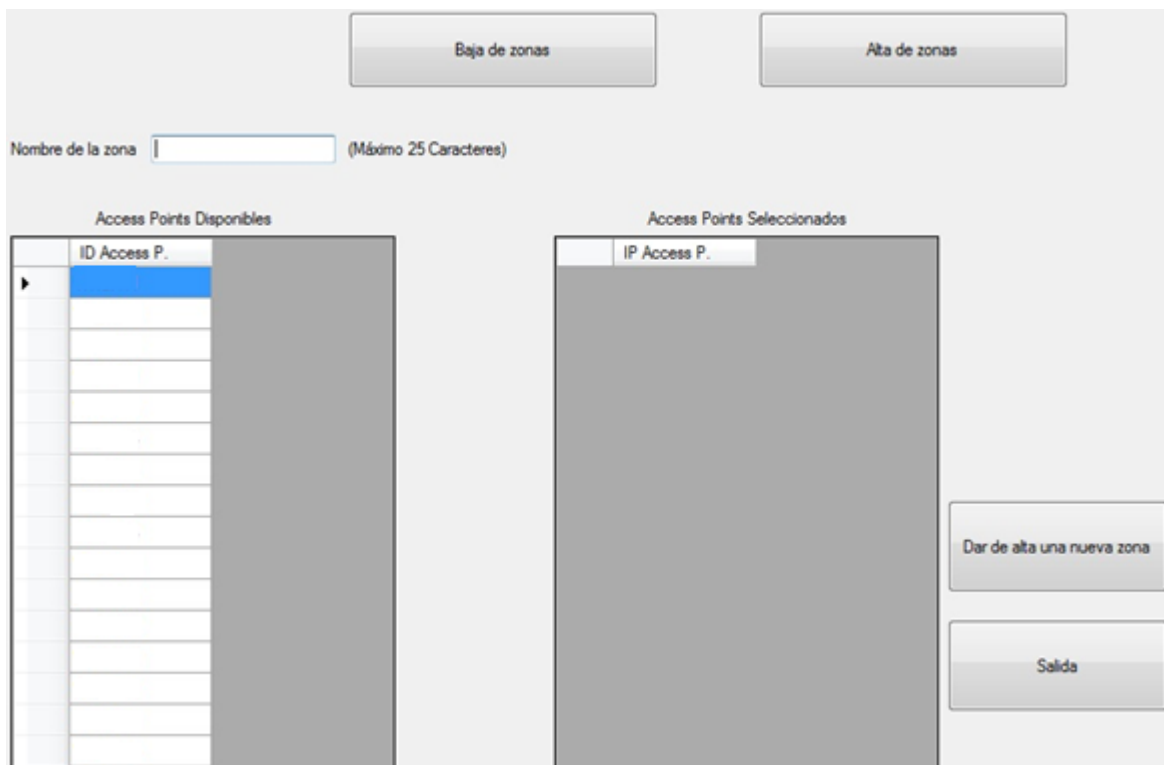 Baja de zonas
Alta de zonas
Nombre de la zona
(Máximo 25 Caracteres)
Access Points Disponibles
Access Points Seleccionados
ID Access P.
IP Access P.
Dar de alta una nueva zona
Salida